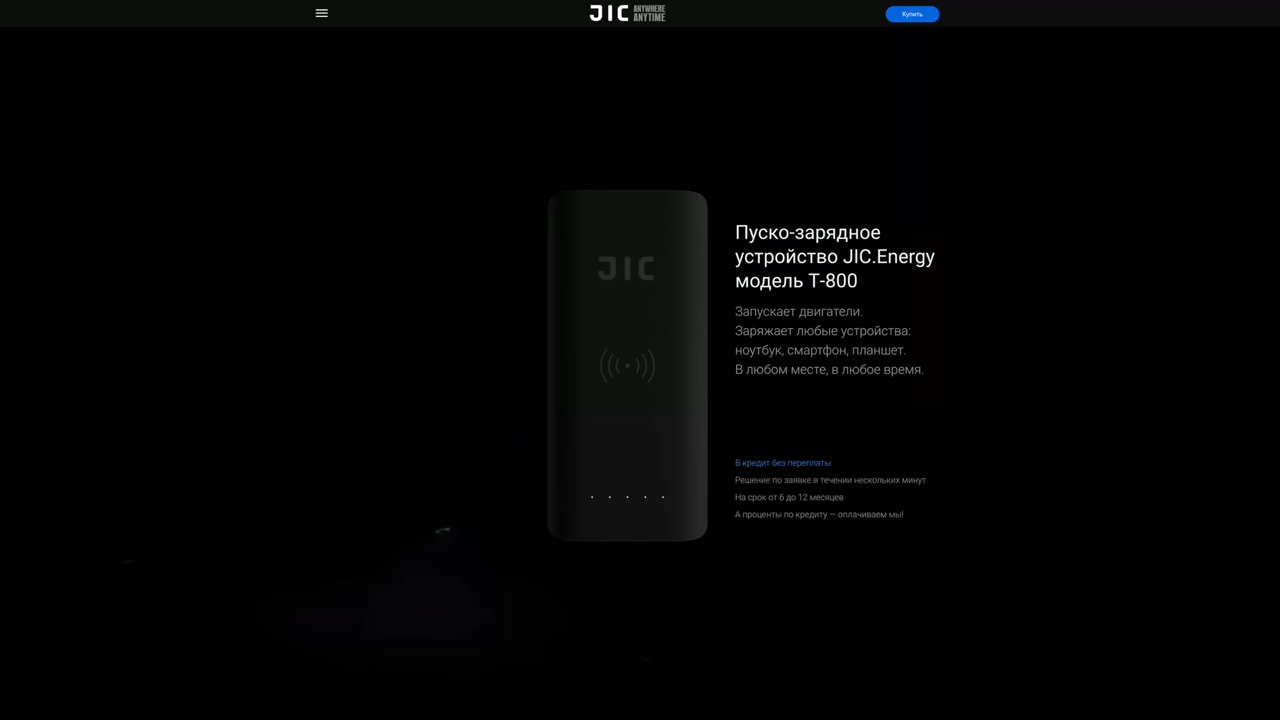 JIC ANYWHERE ANYTIME
Купить
JIC
Пуско-зарядное
устройство JIC.Energy
модель Т-800
Запускает двигатели.
Заряжает любые устройства:
ноутбук, смартфон, планшет.
В любом месте, в любое время.
В кредит без переплаты
Решение по заявке в течении нескольких минут
На срок от 6 до 12 месяцев
А проценты по кредиту — оплачиваем мы!